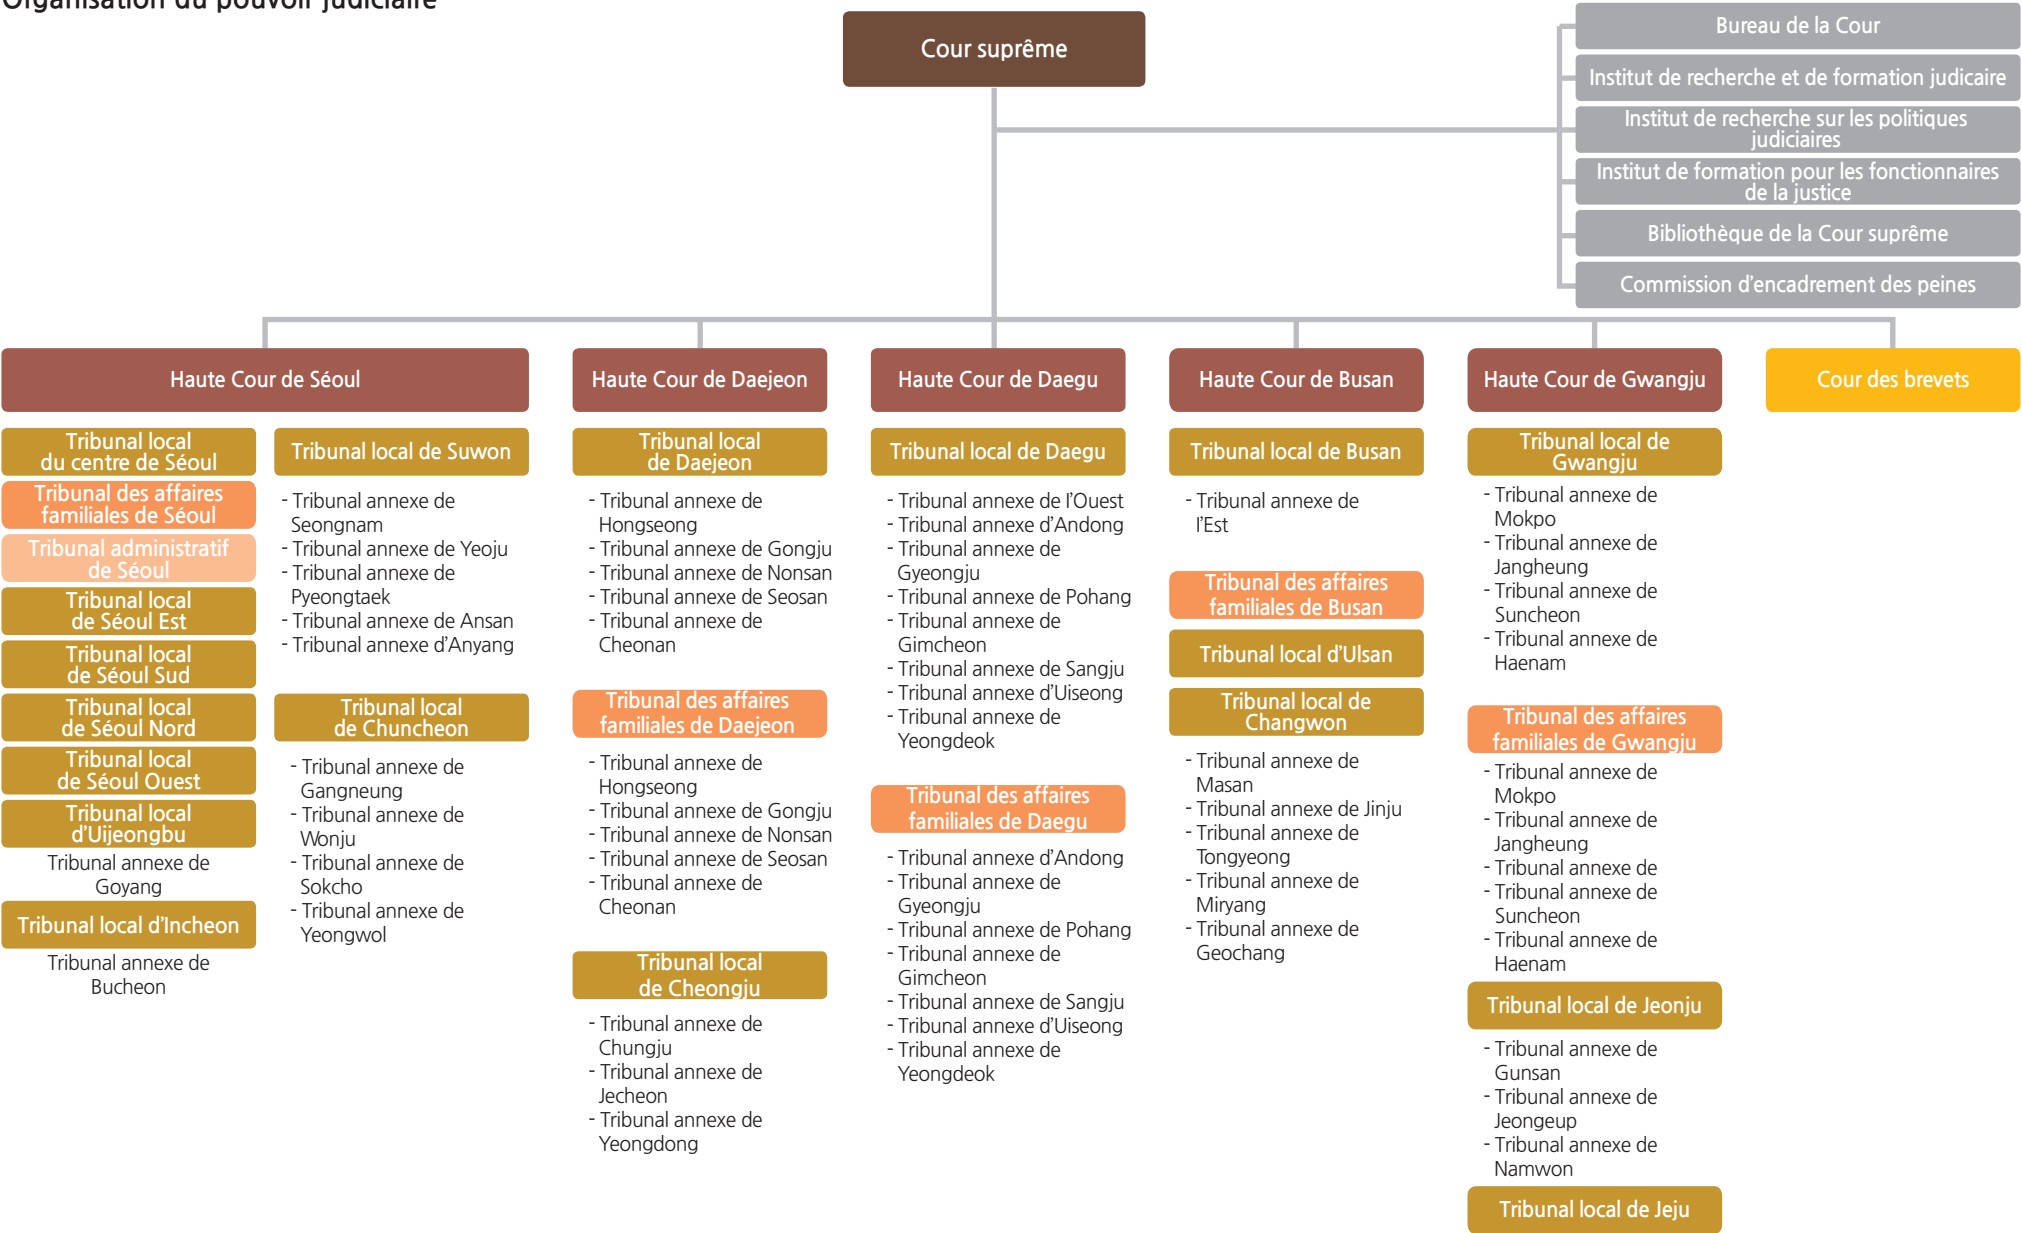 Organisation du pouvoir judiciaire
Cour suprême
Bureau de la Cour
Institut de recherche et de formation judicaire
Institut de recherche sur les politiques
judiciaires
Institut de formation pour les fonctionnaires
de la justice
Bibliothèque de la Cour suprême
Commission d'encadrement des peines
Haute Cour de Séoul
Tribunal local
du centre de Séoul
Tribunal des affaires
familiales de Séoul
Tribunal administratif
de Séoul
Tribunal local
de Séoul Est
Tribunal local
de Séoul Sud
Tribunal local
de Séoul Nord
Tribunal local
de Séoul Ouest
Tribunal local
d'Uijeongbu
Tribunal annexe de
Goyang
Tribunal local d'Incheon
Tribunal annexe de
Bucheon
Tribunal local de Suwon
- Tribunal annexe de
Seongnam
- Tribunal annexe de Yeoju
- Tribunal annexe de
Pyeongtaek
- Tribunal annexe de Ansan
- Tribunal annexe d'Anyang
Tribunal local
de Chuncheon
- Tribunal annexe de
Gangneung
- Tribunal annexe de
Wonju
- Tribunal annexe de
Sokcho
- Tribunal annexe de
Yeongwol
Haute Cour de Daejeon
Tribunal local
de Daejeon
- Tribunal annexe de
Hongseong
- Tribunal annexe de Gongju
- Tribunal annexe de Nonsan
- Tribunal annexe de Seosan
- Tribunal annexe de
Cheonan
Tribunal des affaires
familiales de Daejeon
- Tribunal annexe de
Hongseong
- Tribunal annexe de Gongju
- Tribunal annexe de Nonsan
- Tribunal annexe de Seosan
- Tribunal annexe de
Cheonan
Tribunal local
de Cheongju
- Tribunal annexe de
Chungju
- Tribunal annexe de
Jecheon
- Tribunal annexe de
Yeongdong
Haute Cour de Daegu
Tribunal local de Daegu
- Tribunal annexe de l'Ouest
- Tribunal annexe d'Andong
- Tribunal annexe de
Gyeongju
- Tribunal annexe de Pohang
- Tribunal annexe de
Gimcheon
- Tribunal annexe de Sangju
- Tribunal annexe d'Uiseong
- Tribunal annexe de
Yeongdeok
Tribunal des affaires
familiales de Daegu
- Tribunal annexe d'Andong
- Tribunal annexe de
Gyeongju
- Tribunal annexe de Pohang
- Tribunal annexe de
Gimcheon
- Tribunal annexe de Sangju
- Tribunal annexe d'Uiseong
- Tribunal annexe de
Yeongdeok
Haute Cour de Busan
Tribunal local de Busan
- Tribunal annexe de
l'Est
Tribunal des affaires
familiales de Busan
Tribunal local d'Ulsan
Tribunal local de
Changwon
- Tribunal annexe de
Masan
- Tribunal annexe de Jinju
- Tribunal annexe de
Tongyeong
- Tribunal annexe de
Miryang
- Tribunal annexe de
Geochang
Haute Cour de Gwangju
Tribunal local de
Gwangju
- Tribunal annexe de
Mokpo
- Tribunal annexe de
Jangheung
- Tribunal annexe de
Suncheon
- Tribunal annexe de
Haenam
Tribunal des affaires
familiales de Gwangju
- Tribunal annexe de
Mokpo
- Tribunal annexe de
Jangheung
- Tribunal annexe de
- Tribunal annexe de
Suncheon
- Tribunal annexe de
Haenam
Tribunal local de Jeonju
- Tribunal annexe de
Gunsan
- Tribunal annexe de
Jeongeup
- Tribunal annexe de
Namwon
Tribunal local de Jeju
Cour des brevets